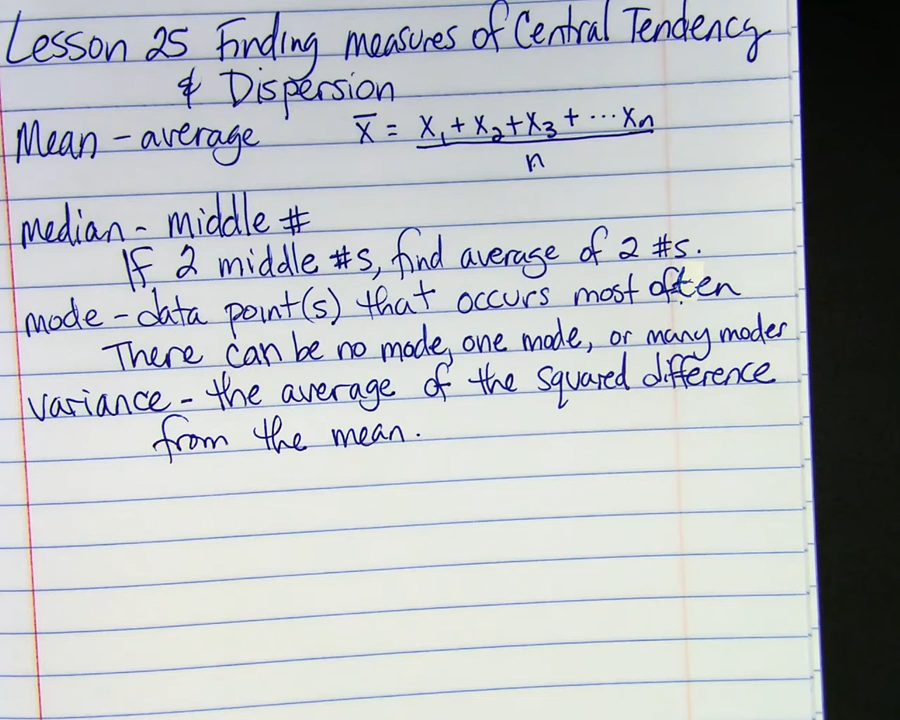 Lesson 25 Finding measures of Central Tendency
& Dispersion
Mean - average x̄ = x₁ + x₂ + x₃ + ... xₙ / n
median - middle #
If 2 middle #s, find average of 2 #s.
mode - data point(s) that occurs most often
There can be no mode, one mode, or many modes
variance - the average of the squared difference
from the mean.